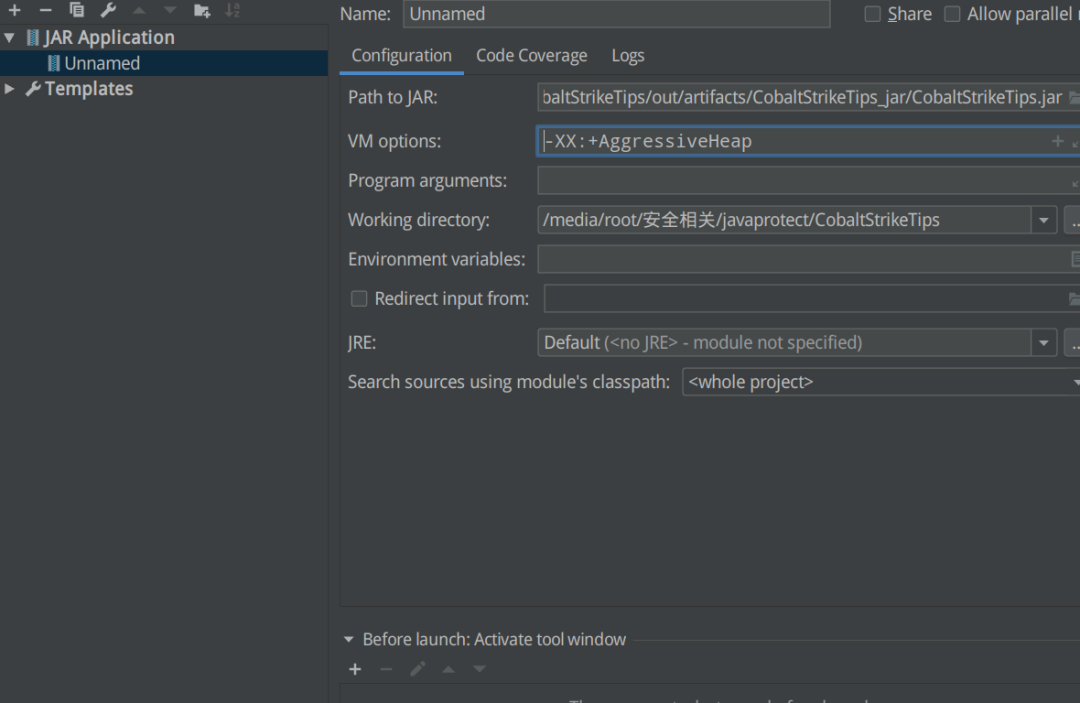 Name: Unnamed Share Allow parallel
JAR Application
Unnamed
Templates
Configuration Code Coverage Logs
Path to JAR: baltStrikeTips/out/artifacts/CobaltStrikeTips_jar/CobaltStrikeTips.jar
VM options: -XX:+AggressiveHeap
Program arguments:
Working directory: /media/root/安全相关/javaprotect/CobaltStrikeTips
Environment variables:
Redirect input from:
JRE: Default (<no JRE> - module not specified)
Search sources using module's classpath: <whole project>
Before launch: Activate tool window